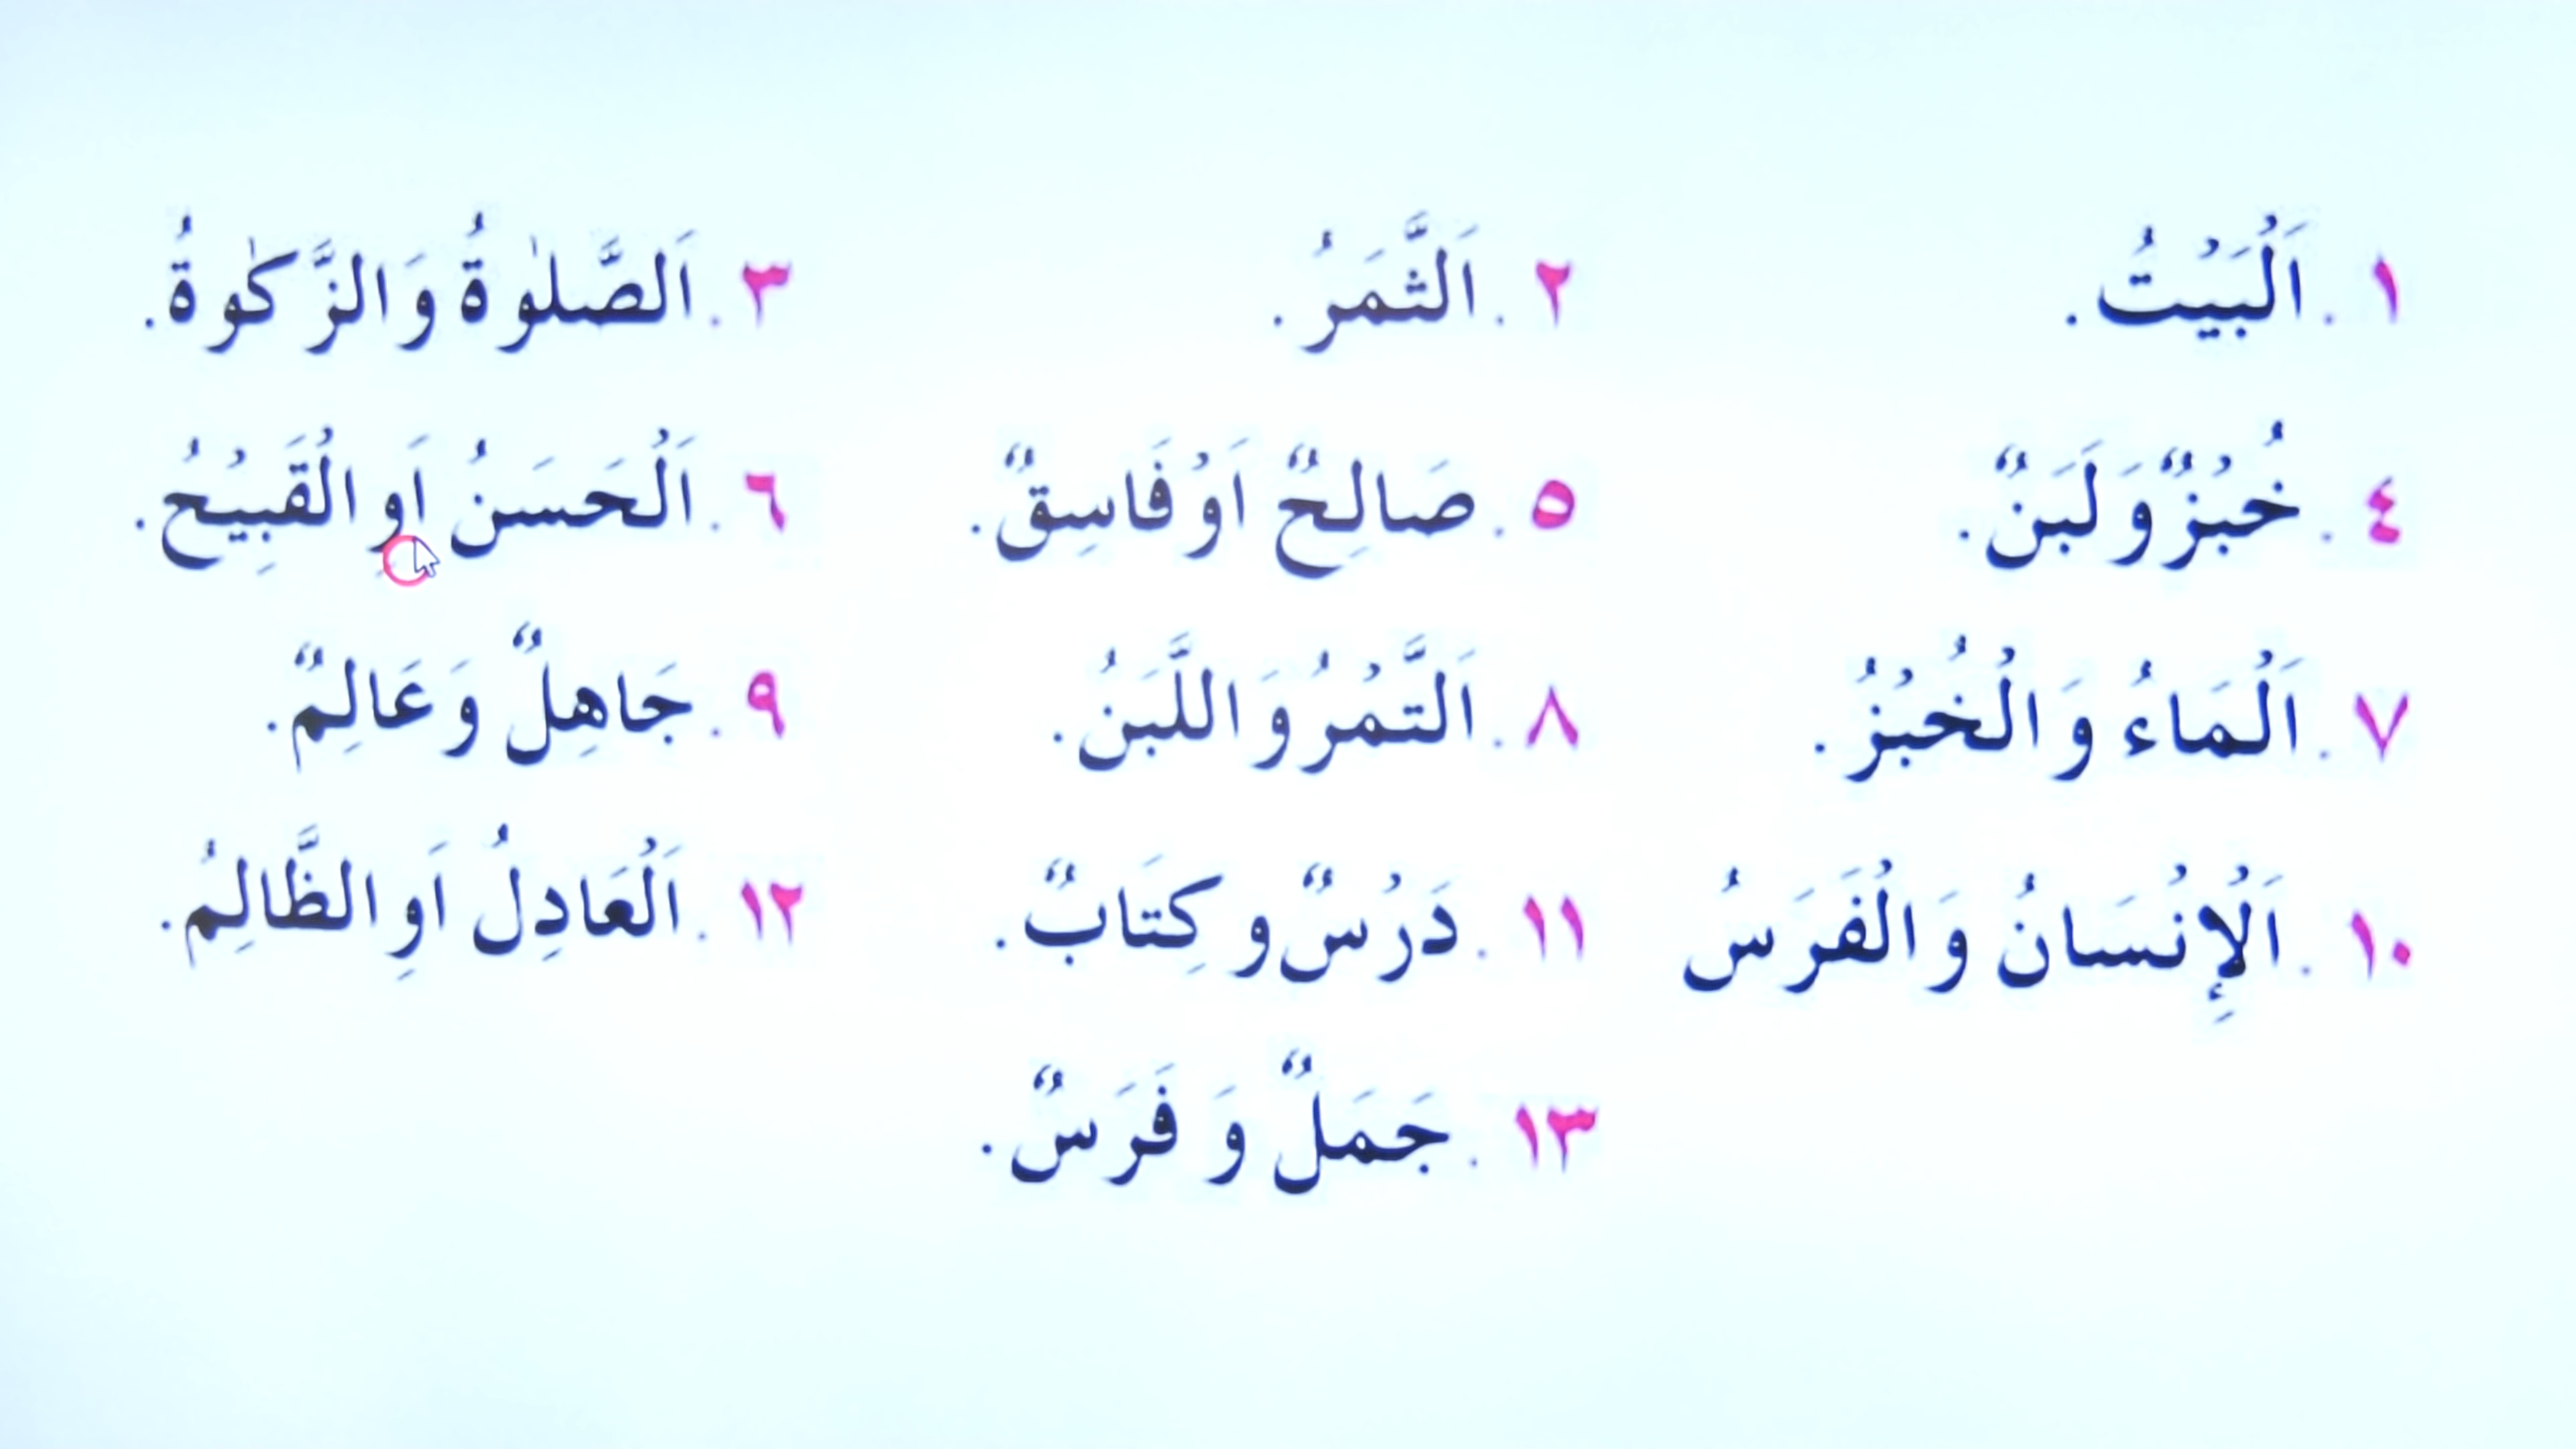 ١. اَلْبَيْتُ. ٢. اَلثَّمَرُ. ٣. اَلصَّلٰوةُ وَالزَّكٰوةُ.
٤. خُبْزٌ وَلَبَنٌ. ٥. صَالِحٌ اَوْ فَاسِقٌ. ٦. اَلْحَسَنُ اَوِ الْقَبِيْحُ.
٧. اَلْمَاءُ وَالْخُبْزُ. ٨. اَلتَّمْرُ وَاللَّبَنُ. ٩. جَاهِلٌ وَعَالِمٌ.
١٠. اَلْإِنْسَانُ وَالْفَرَسُ ١١. دَرْسٌ و كِتَابٌ. ١٢. اَلْعَادِلُ اَوِ الظَّالِمُ.
١٣. جَمَلٌ وَ فَرَسٌ.